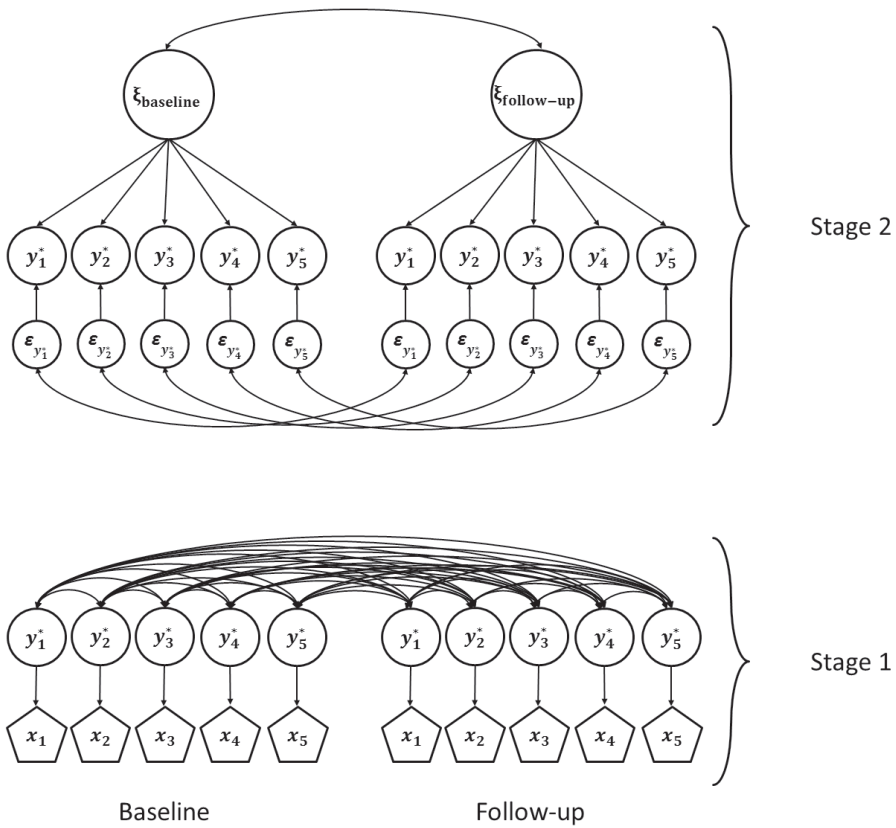 ξbaseline ξfollow−up
y*1 y*2 y*3 y*4 y*5 y*1 y*2 y*3 y*4 y*5
Stage 2
εy*1 εy*2 εy*3 εy*4 εy*5 εy*1 εy*2 εy*3 εy*4 εy*5
y*1 y*2 y*3 y*4 y*5 y*1 y*2 y*3 y*4 y*5
Stage 1
x1 x2 x3 x4 x5 x1 x2 x3 x4 x5
Baseline Follow-up